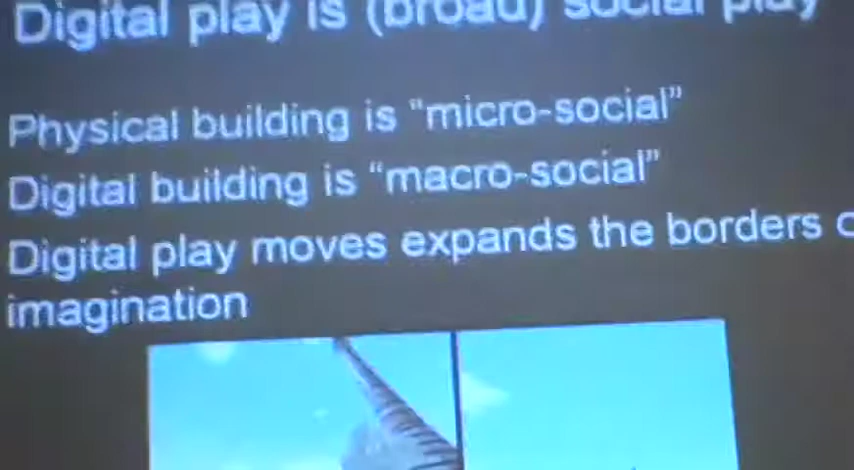 Digital play is (broad) social play
Physical building is “micro-social”
Digital building is “macro-social”
Digital play moves expands the borders
imagination